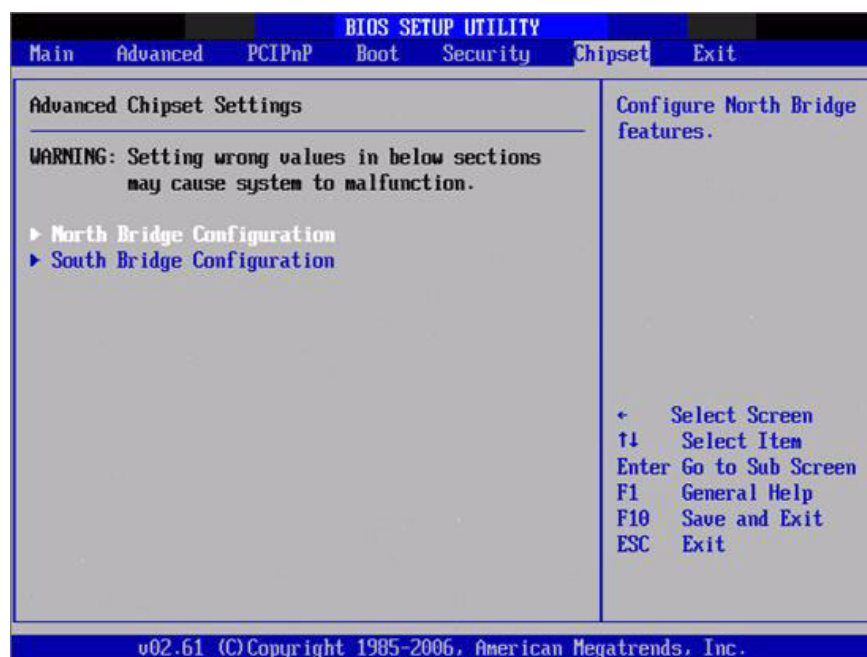 BIOS SETUP UTILITY
Main Advanced PCIPnP Boot Security Chipset Exit
Advanced Chipset Settings
WARNING: Setting wrong values in below sections
may cause system to malfunction.
► North Bridge Configuration
► South Bridge Configuration
Configure North Bridge
features.
← Select Screen
↑↓ Select Item
Enter Go to Sub Screen
F1 General Help
F10 Save and Exit
ESC Exit
v02.61 (C)Copyright 1985-2006, American Megatrends, Inc.